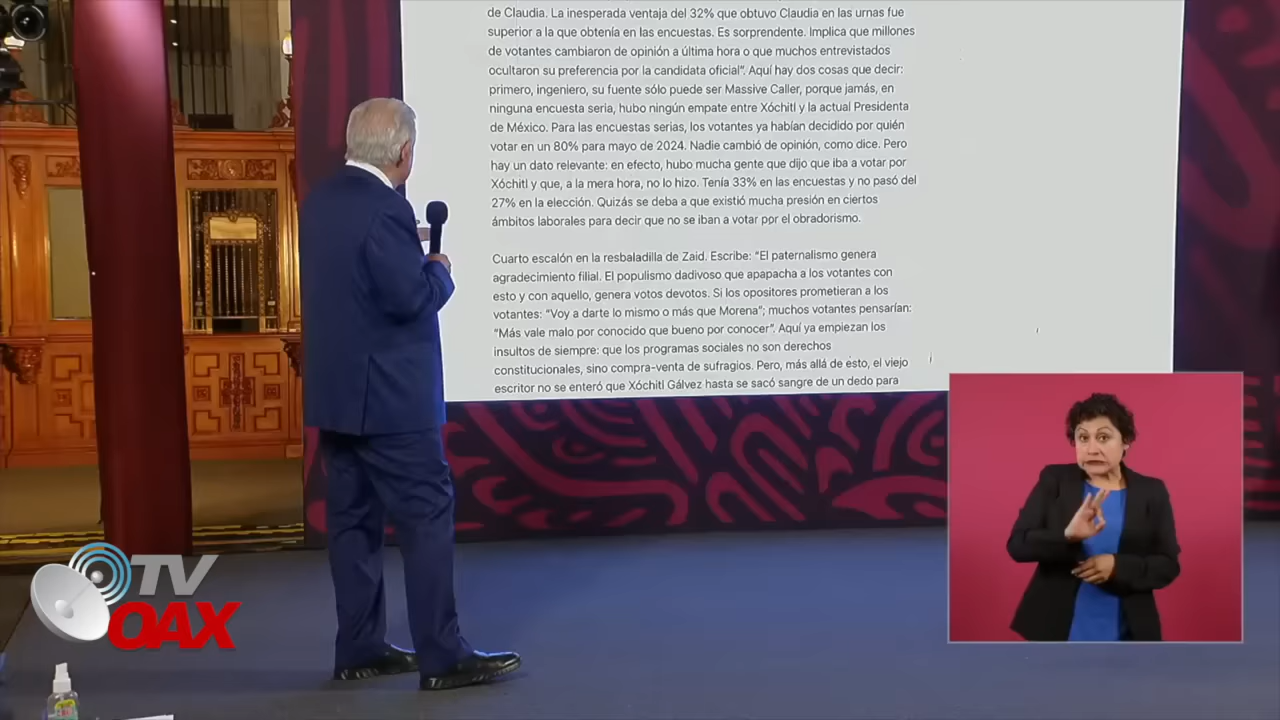 de Claudia. La inesperada ventaja del 32% que obtuvo Claudia en las urnas fue
superior a la que obtenía en las encuestas. Es sorprendente. Implica que millones
de votantes cambiaron de opinión a última hora o que muchos entrevistados
ocultaron su preferencia por la candidata oficial”. Aquí hay dos cosas que decir:
primero, ingeniero, su fuente sólo puede ser Massive Caller, porque jamás, en
ninguna encuesta seria, hubo ningún empate entre Xóchitl y la actual Presidenta
de México. Para las encuestas serias, los votantes ya habían decidido por quién
votar en un 80% para mayo de 2024. Nadie cambió de opinión, como dice. Pero
hay un dato relevante: en efecto, hubo mucha gente que dijo que iba a votar por
Xóchitl y que, a la mera hora, no lo hizo. Tenía 33% en las encuestas y no pasó del
27% en la elección. Quizás se deba a que existió mucha presión en ciertos
ámbitos laborales para decir que no se iban a votar por el obradorismo.
Cuarto escalón en la resbaladilla de Zaid. Escribe: “El paternalismo genera
agradecimiento filial. El populismo dadivoso que apapacha a los votantes con
esto y con aquello, genera votos devotos. Si los opositores prometieran a los
votantes: “Voy a darte lo mismo o más que Morena”; muchos votantes pensarían:
“Más vale malo por conocido que bueno por conocer”. Aquí ya empiezan los
insultos de siempre: que los programas sociales no son derechos
constitucionales, sino compra-venta de sufragios. Pero, más allá de ésto, el viejo
escritor no se enteró que Xóchitl Gálvez hasta se sacó sangre de un dedo para
TV
OAX